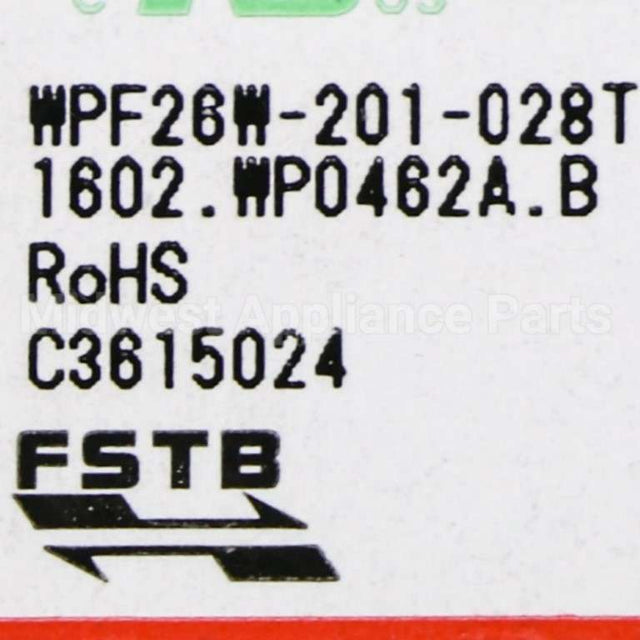 WPF26W-201-028T
1602.WP0462A.B
RoHS
Midwest Appliance Parts
C3615024
FSTB